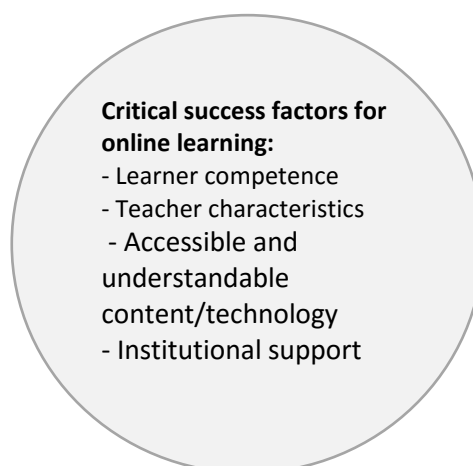 Critical success factors for
online learning:
- Learner competence
- Teacher characteristics
- Accessible and
understandable
content/technology
- Institutional support